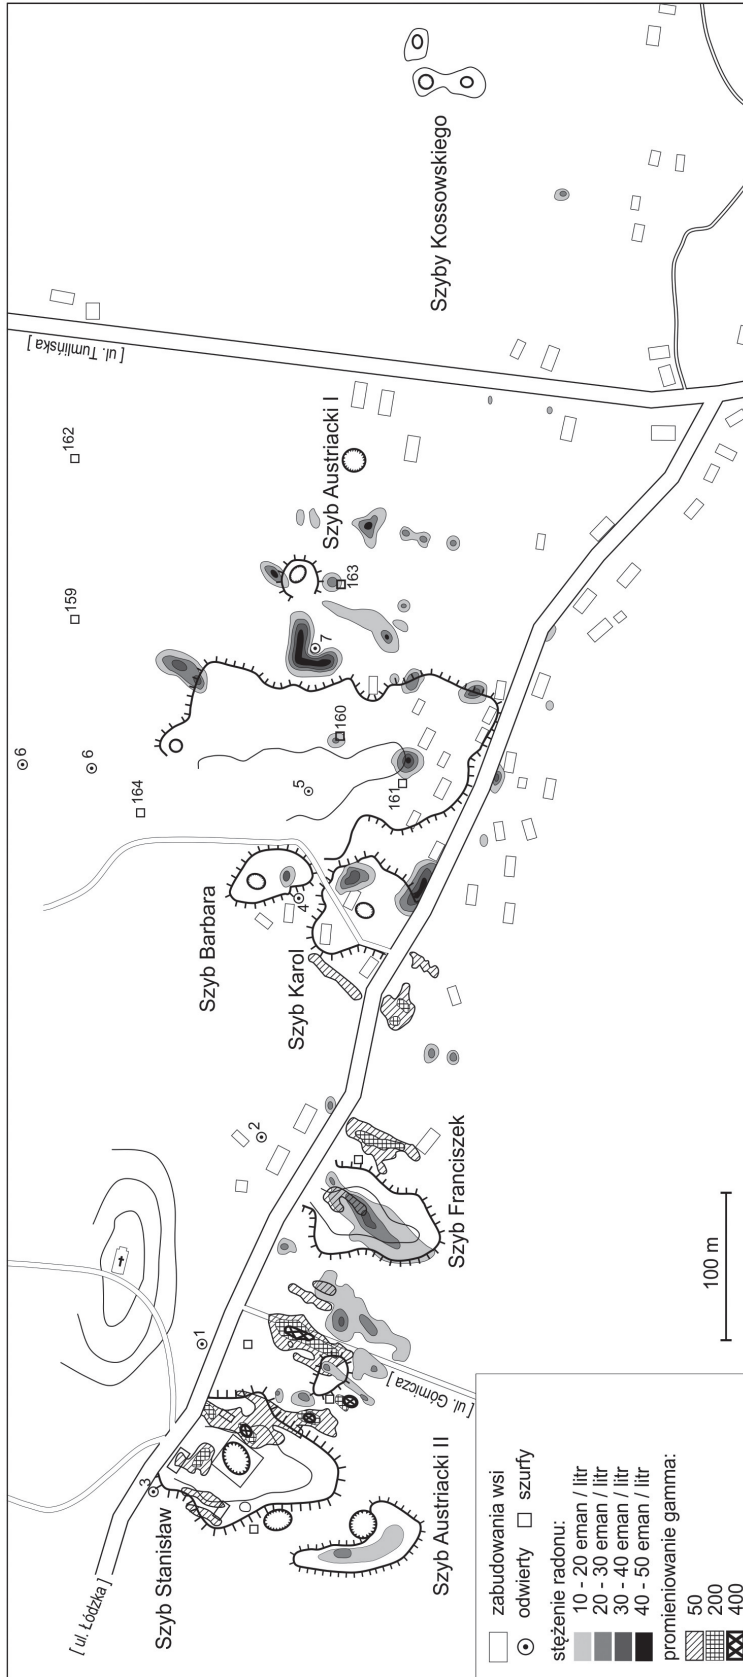 [ ul. Łódzka ]
Szyb Stanisław
Szyb Austriacki II
[ ul. Górnicza ]
Szyb Franciszek
Szyb Karol
Szyb Barbara
Szyb Austriacki I
[ ul. Tumlińska ]
Szyby Kossowskiego
3
1
2
4
164
6
6
5
161
160
159
7
163
162
100 m
zabudowania wsi
odwierty
szurfy
stężenie radonu:
10 - 20 eman / litr
20 - 30 eman / litr
30 - 40 eman / litr
40 - 50 eman / litr
promieniowanie gamma:
50
200
400